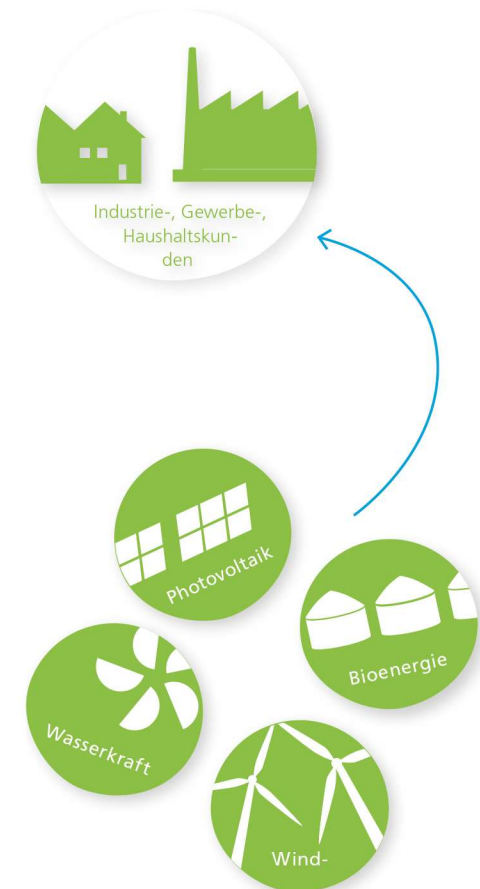 Industrie-, Gewerbe-,
Haushaltskun-
den
Photovoltaik
Bioenergie
Wasserkraft
Wind-